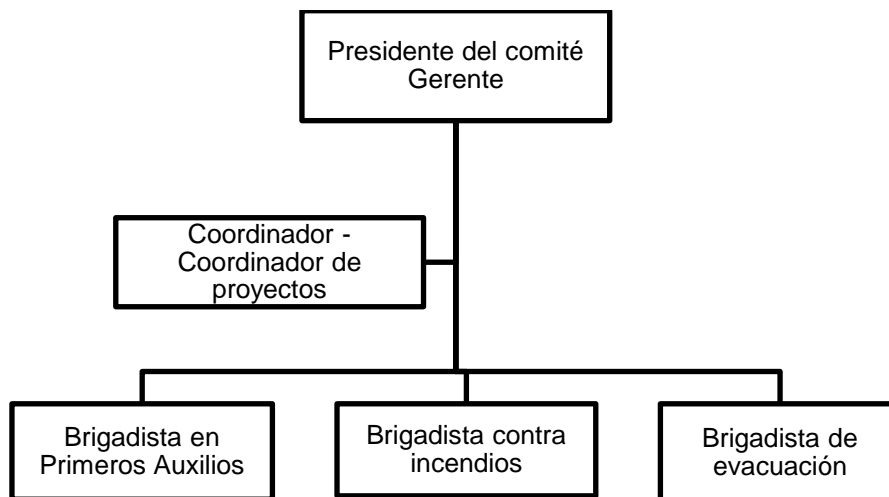 Presidente del comité
Gerente
Coordinador -
Coordinador de
proyectos
Brigadista en
Primeros Auxilios
Brigadista contra
incendios
Brigadista de
evacuación